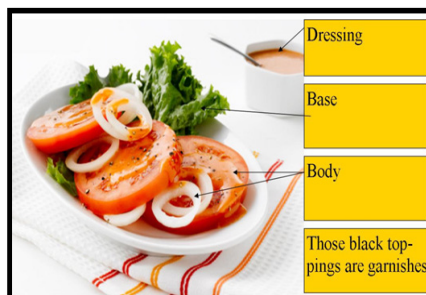 Dressing
Base
Body
Those black top-
pings are garnishes